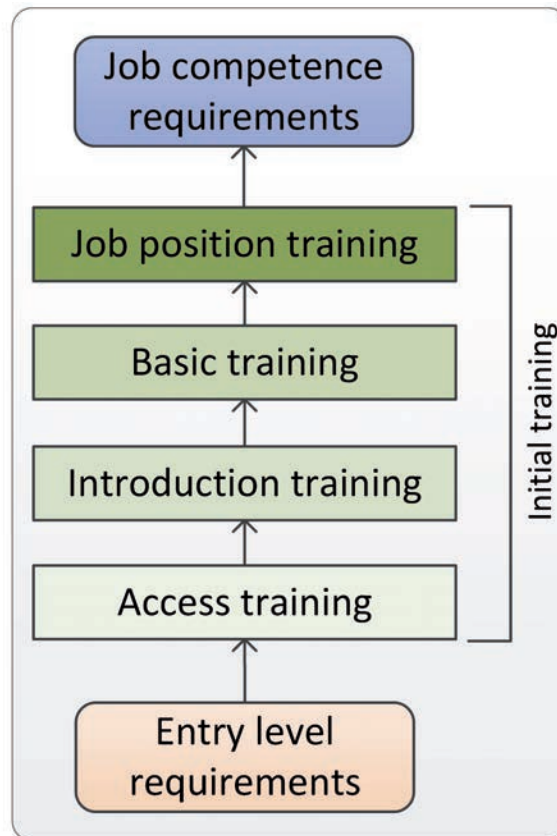 Job competence
requirements
Job position training
Basic training
Introduction training
Access training
Entry level
requirements
Initial training